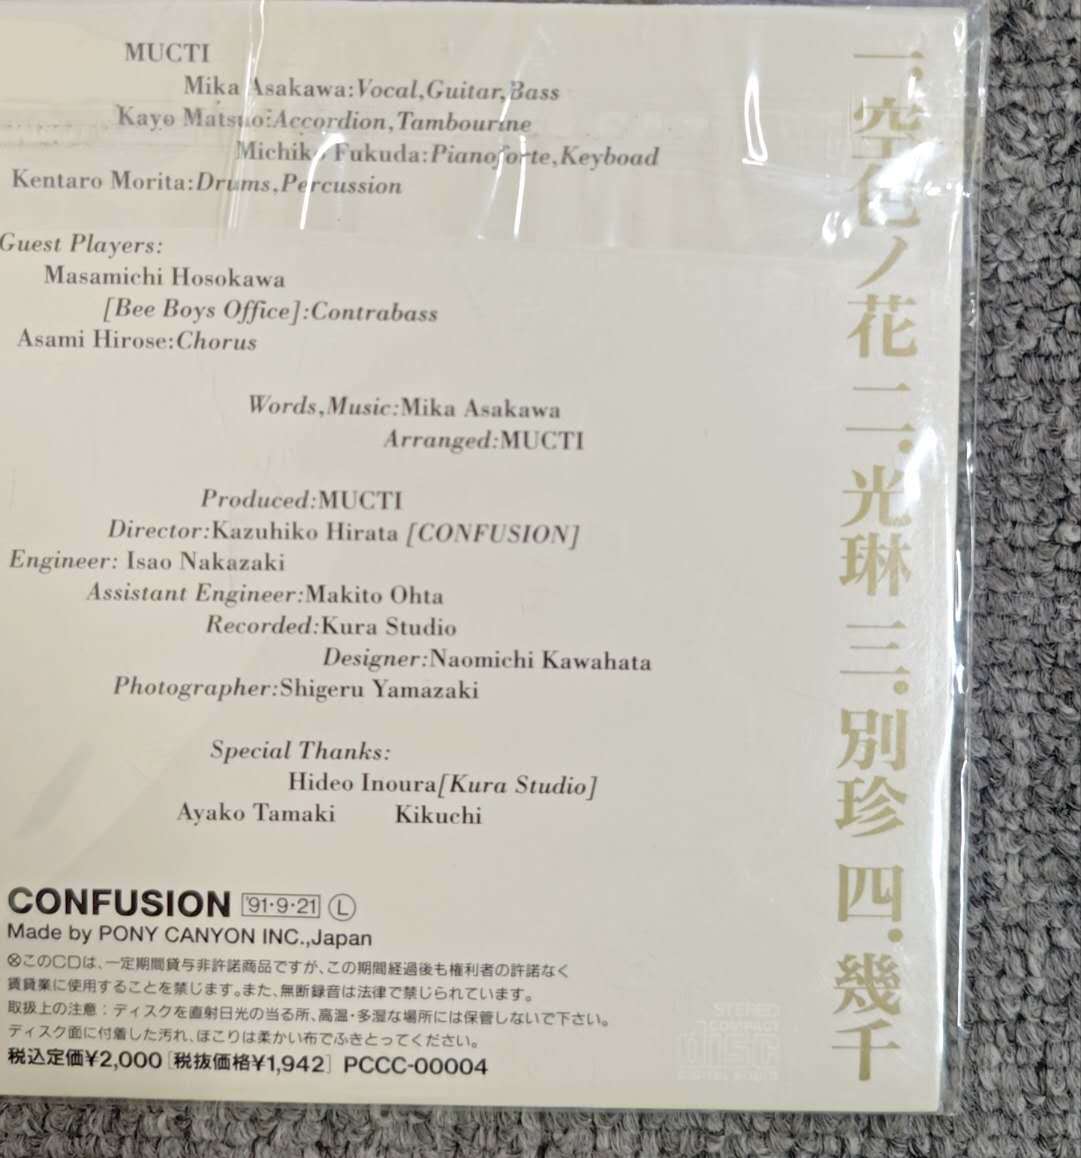 MUCTI
Mika Asakawa:Vocal,Guitar,Bass
Kayo Matsuo:Accordion,Tambourine
Michiko Fukuda:Pianoforte,Keyboad
Kentaro Morita:Drums,Percussion
Guest Players:
Masamichi Hosokawa
[Bee Boys Office]:Contrabass
Asami Hirose:Chorus
Words,Music:Mika Asakawa
Arranged:MUCTI
Produced:MUCTI
Director:Kazuhiko Hirata [CONFUSION]
Engineer: Isao Nakazaki
Assistant Engineer:Makito Ohta
Recorded:Kura Studio
Designer:Naomichi Kawahata
Photographer:Shigeru Yamazaki
Special Thanks:
Hideo Inoura[Kura Studio]
Ayako Tamaki Kikuchi
CONFUSION '91·9·21 Ⓛ
Made by PONY CANYON INC.,Japan
⊗このCDは、一定期間貸与非許諾商品ですが、この期間経過後も権利者の許諾なく
賃貸業に使用することを禁じます。また、無断録音は法律で禁じられています。
取扱上の注意：ディスクを直射日光の当る所、高温・多湿な場所には保管しないで下さい。
ディスク面に付着した汚れ、ほこりは柔かい布でふきとってください。
税込定価¥2,000[税抜価格¥1,942] PCCC-00004
STEREO
COMPACT
DISC
DIGITAL AUDIO
一.空色ノ花 二.光琳 三.別珍 四.幾千